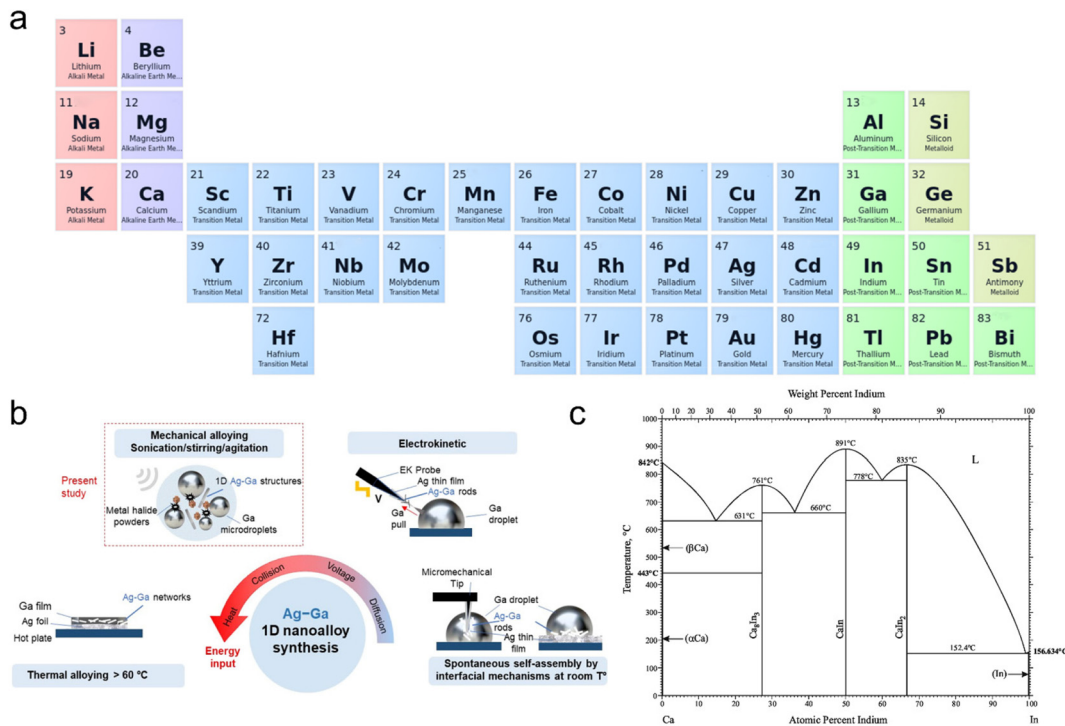 a
3
Li
Lithium
Alkali Metal
4
Be
Beryllium
Alkaline Earth Me...
11
Na
Sodium
Alkali Metal
12
Mg
Magnesium
Alkaline Earth Me...
13
Al
Aluminum
Post-Transition M...
14
Si
Silicon
Metalloid
19
K
Potassium
Alkali Metal
20
Ca
Calcium
Alkaline Earth Me...
21
Sc
Scandium
Transition Metal
22
Ti
Titanium
Transition Metal
23
V
Vanadium
Transition Metal
24
Cr
Chromium
Transition Metal
25
Mn
Manganese
Transition Metal
26
Fe
Iron
Transition Metal
27
Co
Cobalt
Transition Metal
28
Ni
Nickel
Transition Metal
29
Cu
Copper
Transition Metal
30
Zn
Zinc
Transition Metal
31
Ga
Gallium
Post-Transition M...
32
Ge
Germanium
Metalloid
39
Y
Yttrium
Transition Metal
40
Zr
Zirconium
Transition Metal
41
Nb
Niobium
Transition Metal
42
Mo
Molybdenum
Transition Metal
44
Ru
Ruthenium
Transition Metal
45
Rh
Rhodium
Transition Metal
46
Pd
Palladium
Transition Metal
47
Ag
Silver
Transition Metal
48
Cd
Cadmium
Transition Metal
49
In
Indium
Post-Transition M...
50
Sn
Tin
Post-Transition M...
51
Sb
Antimony
Metalloid
72
Hf
Hafnium
Transition Metal
76
Os
Osmium
Transition Metal
77
Ir
Iridium
Transition Metal
78
Pt
Platinum
Transition Metal
79
Au
Gold
Transition Metal
80
Hg
Mercury
Transition Metal
81
Tl
Thallium
Post-Transition M...
82
Pb
Lead
Post-Transition M...
83
Bi
Bismuth
Post-Transition M...
b
Mechanical alloying
Sonication/stirring/agitation
Present
study
1D Ag-Ga structures
Metal halide
powders
Ga
microdroplets
Electrokinetic
EK Probe
Ag thin film
Ag-Ga rods
V
Ga
pull
Ga
droplet
Heat
Collision
Voltage
Diffusion
Ag–Ga
1D nanoalloy
synthesis
Energy
input
Ga film
Ag foil
Hot plate
Ag-Ga networks
Thermal alloying > 60 ºC
Micromechanical
Tip
Ga droplet
Ag-Ga
rods
Ag thin
film
Spontaneous self-assembly by
interfacial mechanisms at room Tº
c
Weight Percent Indium
0 10 20 30 40 50 60 70 80 90 100
1000
900
800
700
600
500
400
300
200
100
0
Temperature, °C
842°C
443°C
891°C
835°C
761°C
778°C
631°C
660°C
L
(βCa)
(αCa)
Ca₈In₃
CaIn
CaIn₂
152.4°C
156.634°C
(In)
0 10 20 30 40 50 60 70 80 90 100
Ca
Atomic Percent Indium
In